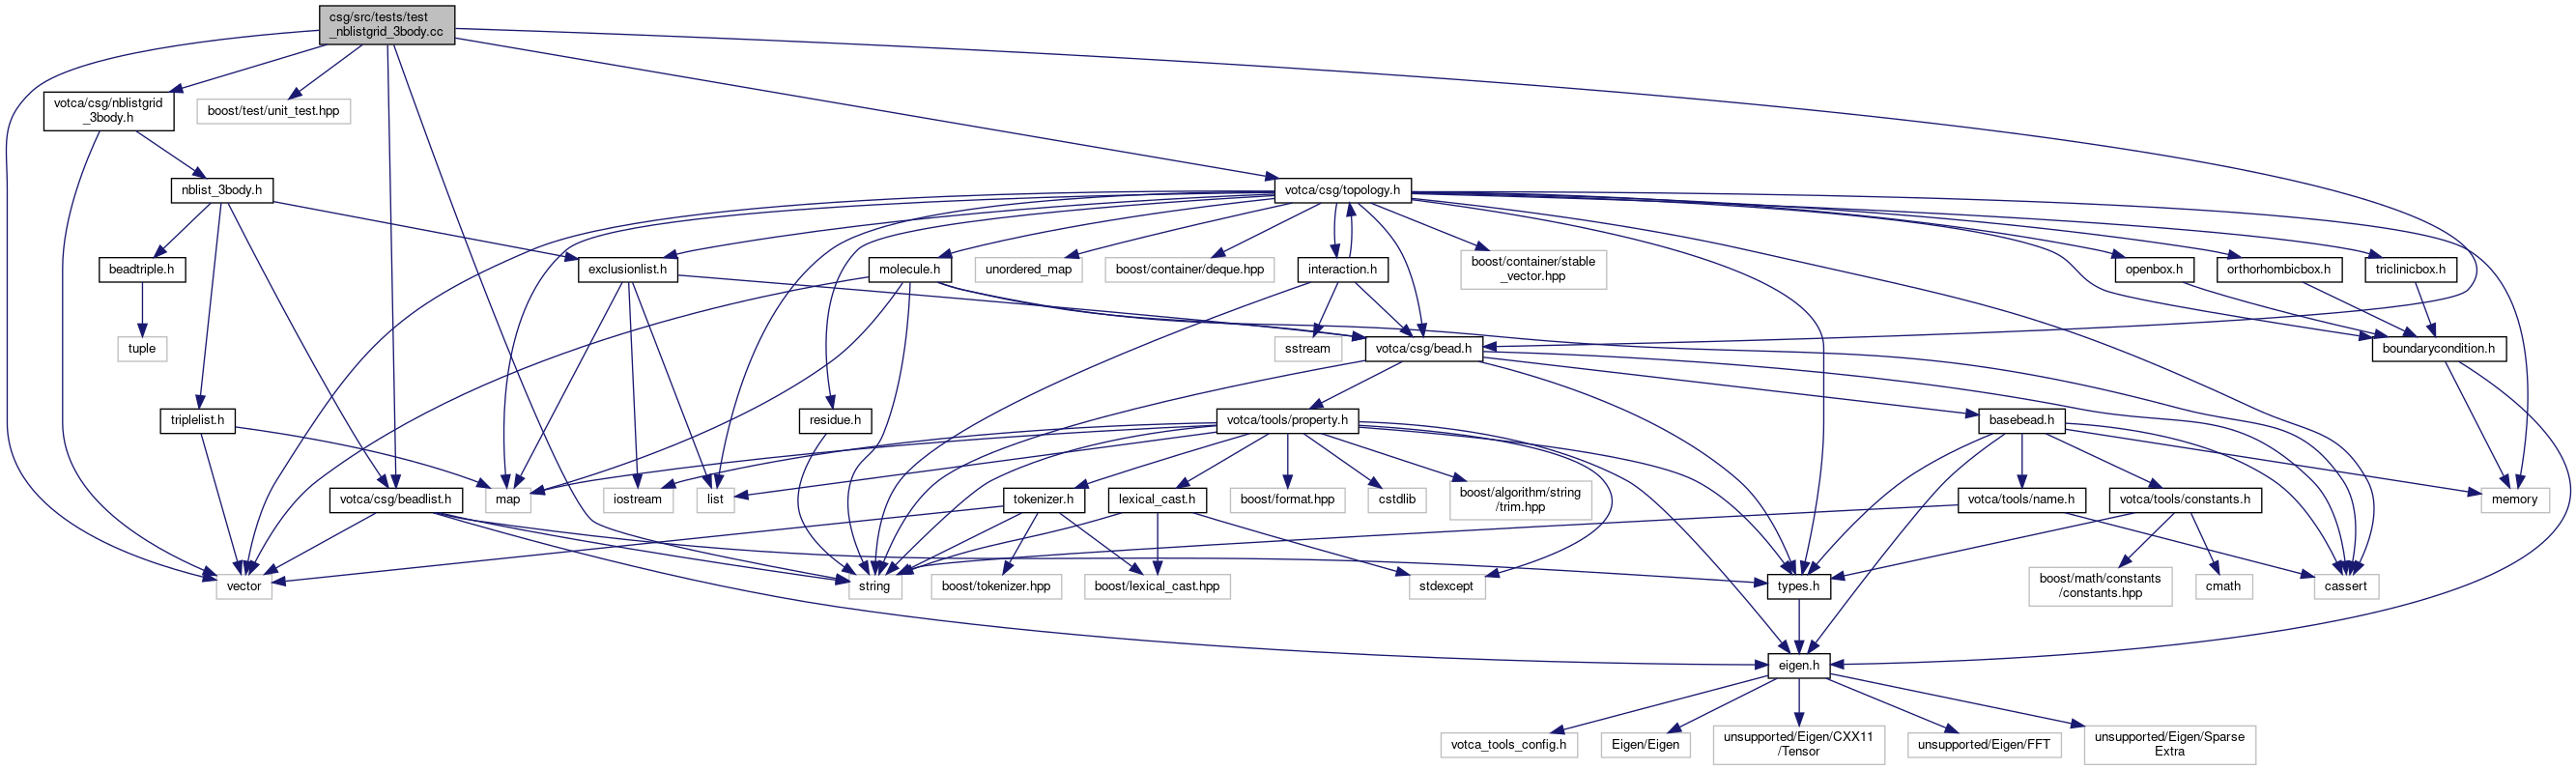 csg/src/tests/test
_nblistgrid_3body.cc
votca/csg/nblistgrid
_3body.h
boost/test/unit_test.hpp
nblist_3body.h
votca/csg/topology.h
beadtriple.h
exclusionlist.h
molecule.h
unordered_map
boost/container/deque.hpp
interaction.h
boost/container/stable
_vector.hpp
openbox.h
orthorhombicbox.h
triclinicbox.h
tuple
sstream
votca/csg/bead.h
boundarycondition.h
triplelist.h
residue.h
votca/tools/property.h
basebead.h
votca/csg/beadlist.h
map
iostream
list
tokenizer.h
lexical_cast.h
boost/format.hpp
cstdlib
boost/algorithm/string
/trim.hpp
votca/tools/name.h
votca/tools/constants.h
memory
vector
string
boost/tokenizer.hpp
boost/lexical_cast.hpp
stdexcept
types.h
boost/math/constants
/constants.hpp
cmath
cassert
eigen.h
votca_tools_config.h
Eigen/Eigen
unsupported/Eigen/CXX11
/Tensor
unsupported/Eigen/FFT
unsupported/Eigen/Sparse
Extra